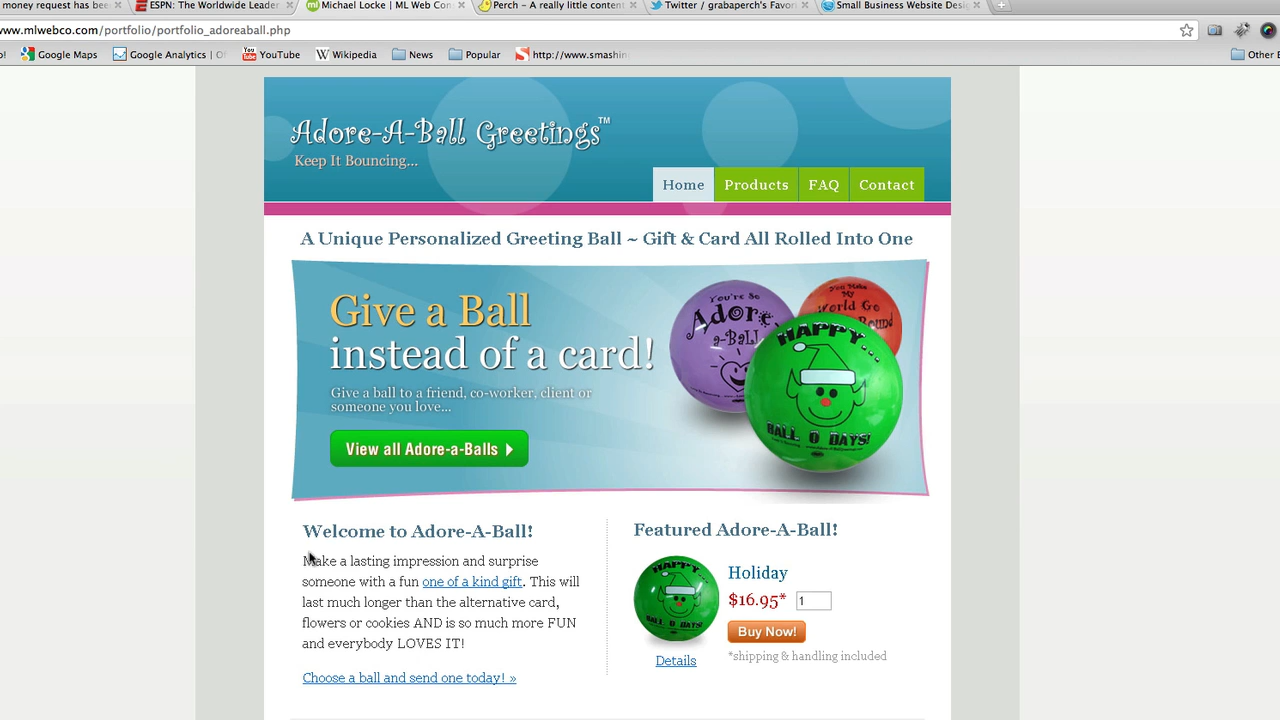 money request has bee
ESPN: The Worldwide Leader
Michael Locke | ML Web Con
Perch – A really little content
Twitter / grabaperch's Favori
Small Business Website Desig
ww.mlwebco.com/portfolio/portfolio_adoreaball.php
Google Maps
Google Analytics | Of
YouTube
Wikipedia
News
Popular
http://www.smashin
Other B
Adore-A-Ball Greetings™
Keep It Bouncing...
Home
Products
FAQ
Contact
A Unique Personalized Greeting Ball ~ Gift & Card All Rolled Into One
Give a Ball
instead of a card!
Give a ball to a friend, co-worker, client or
someone you love...
View all Adore-a-Balls
You're So
Adore
a-Ball
You Make
My
World Go
Round
HAPPY...
BALL O DAYS!
Welcome to Adore-A-Ball!
Make a lasting impression and surprise
someone with a fun one of a kind gift. This will
last much longer than the alternative card,
flowers or cookies AND is so much more FUN
and everybody LOVES IT!
Choose a ball and send one today! »
Featured Adore-A-Ball!
HAPPY...
BALL O DAYS!
Details
Holiday
$16.95*
1
Buy Now!
*shipping & handling included